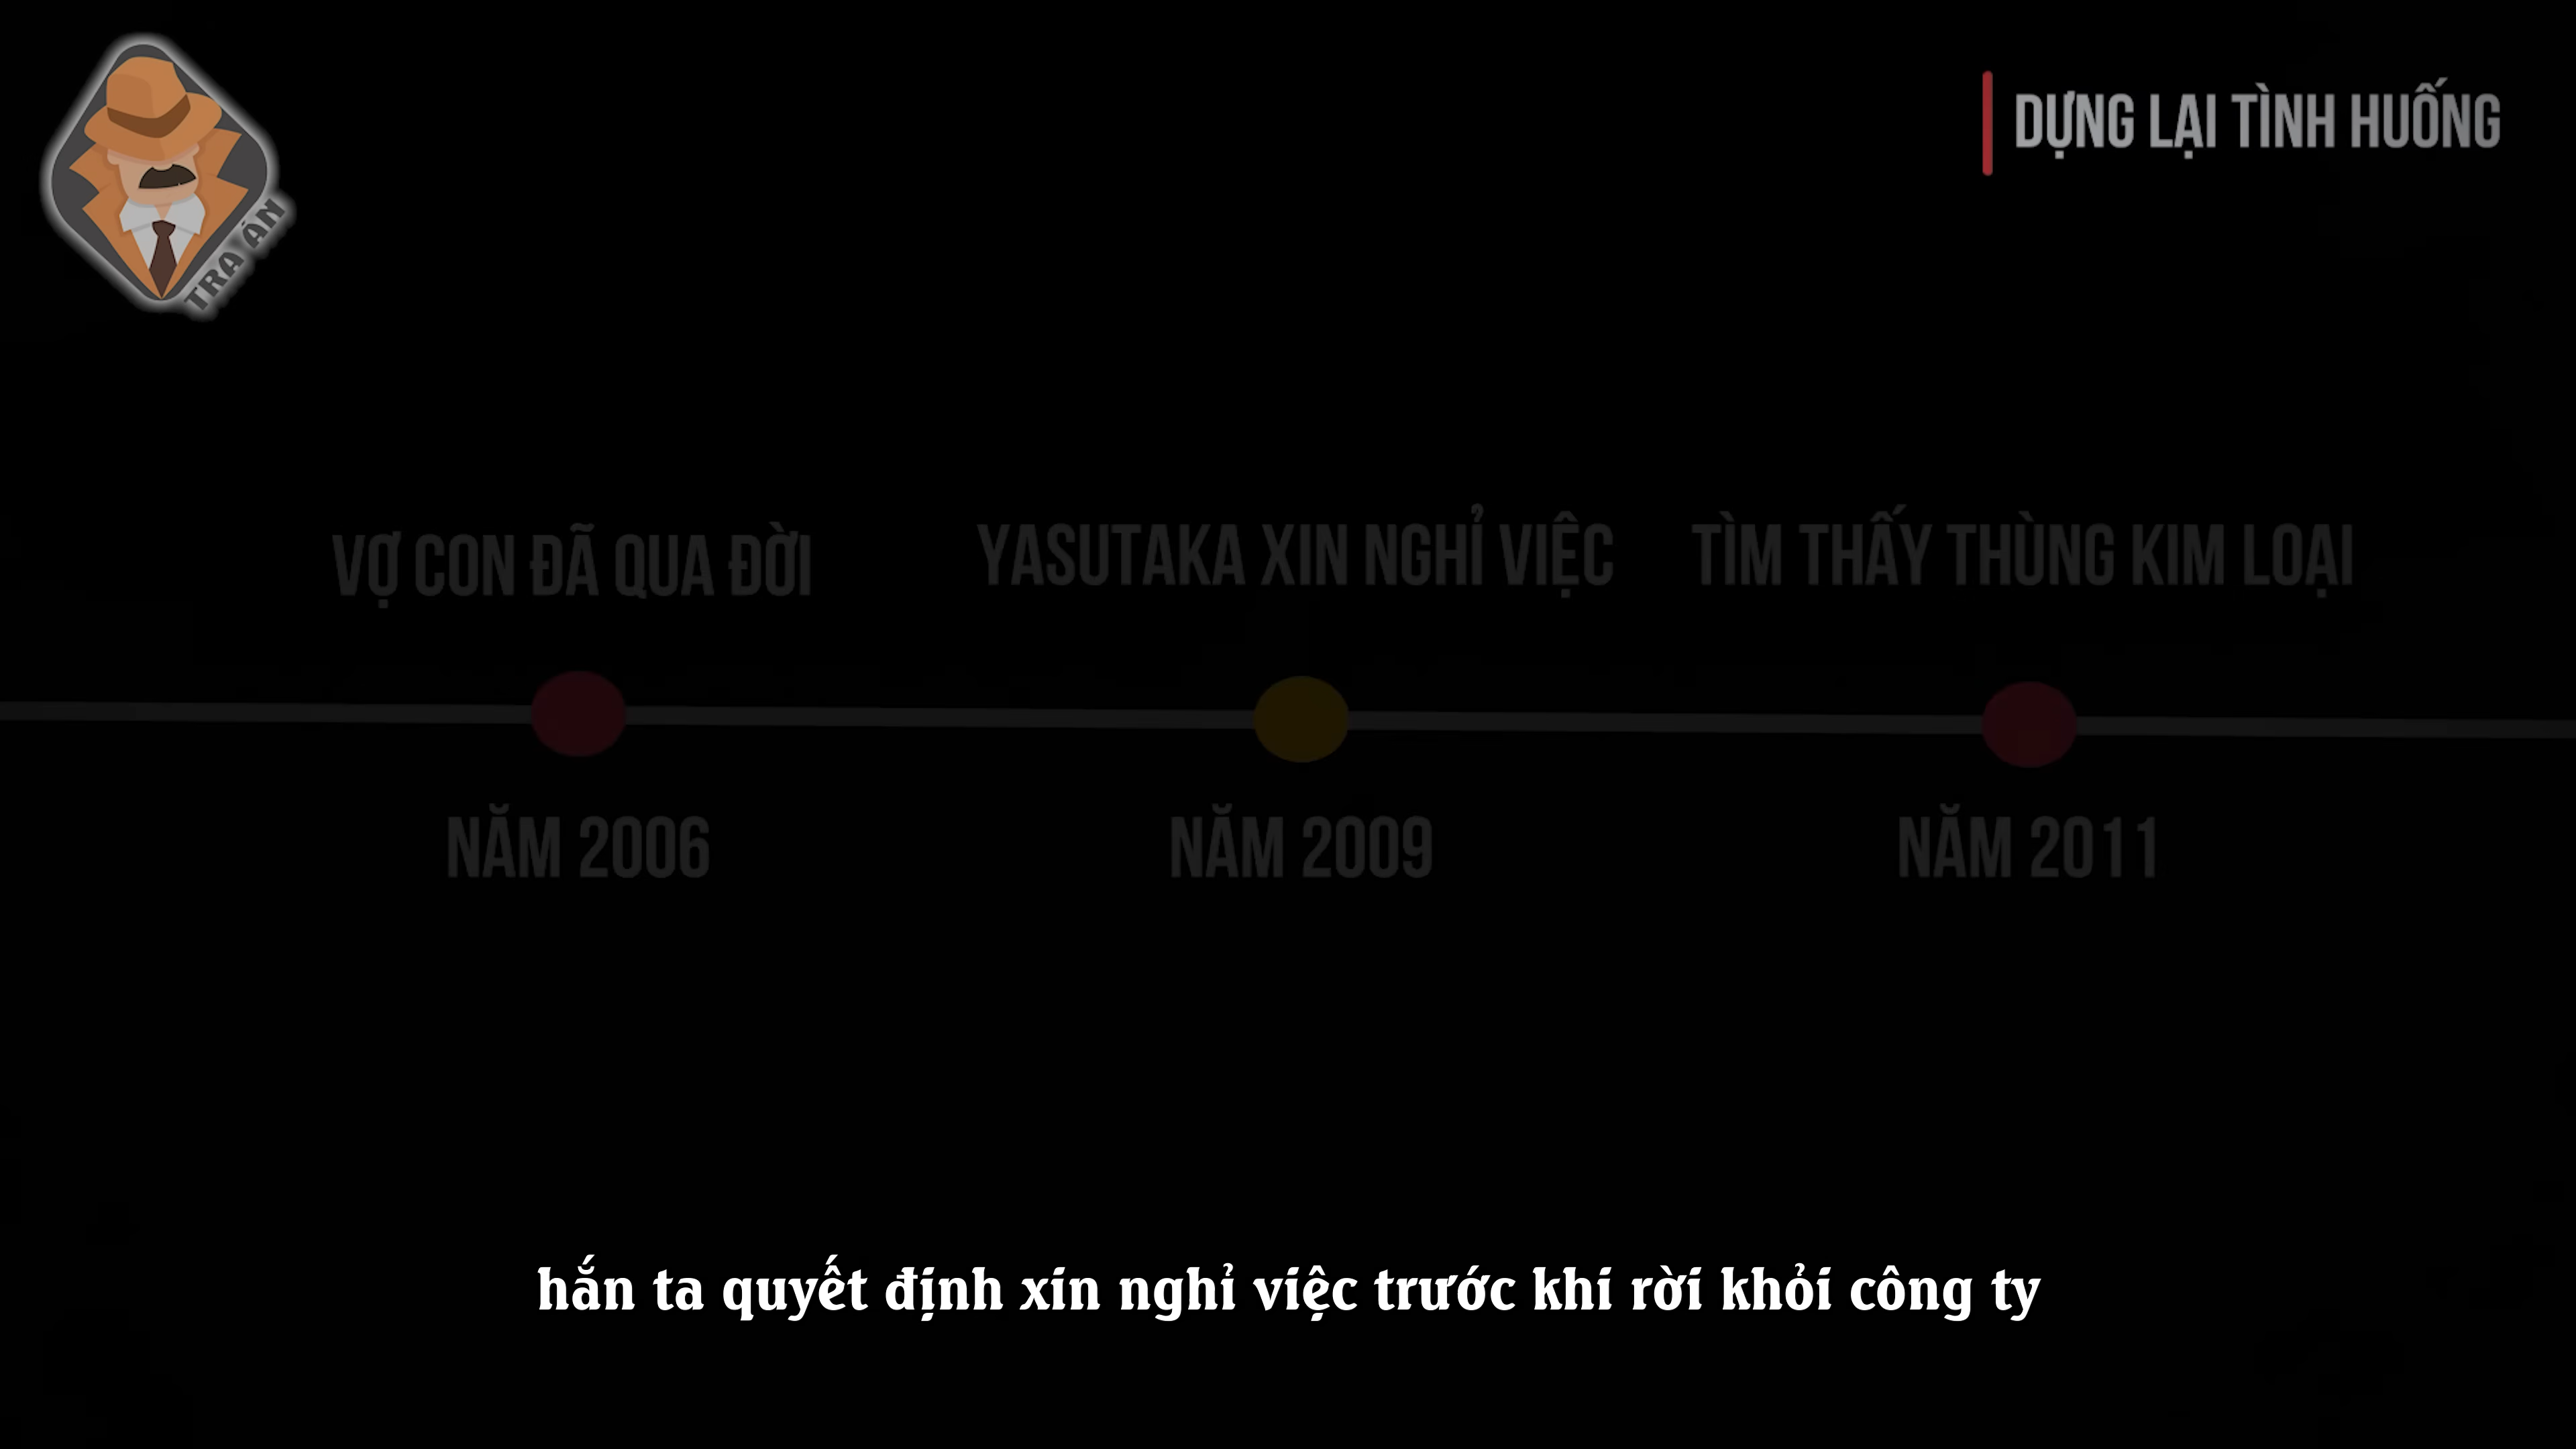 TRA ÁN
DỰNG LẠI TÌNH HUỐNG
VỢ CON ĐÃ QUA ĐỜI
YASUTAKA XIN NGHỈ VIỆC
TÌM THẤY THÙNG KIM LOẠI
NĂM 2006
NĂM 2009
NĂM 2011
hắn ta quyết định xin nghỉ việc trước khi rời khỏi công ty